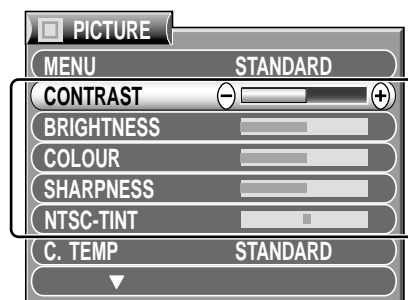 PICTURE
MENU STANDARD
CONTRAST
BRIGHTNESS
COLOUR
SHARPNESS
NTSC-TINT
C. TEMP STANDARD